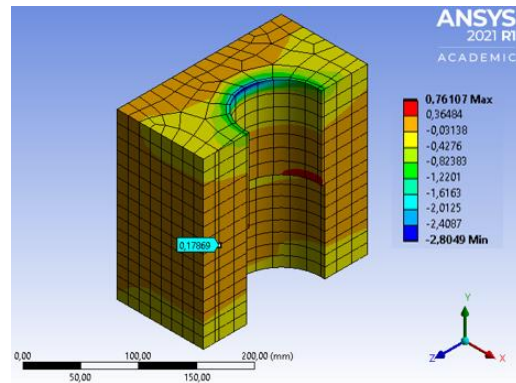 ANSYS
2021 R1
ACADEMIC
0,76107 Max
0,36484
-0,03138
-0,4276
-0,82383
-1,2201
-1,6163
-2,0125
-2,4087
-2,8049 Min
0,17869
Y
Z
X
0,00 100,00 200,00 (mm)
50,00 150,00